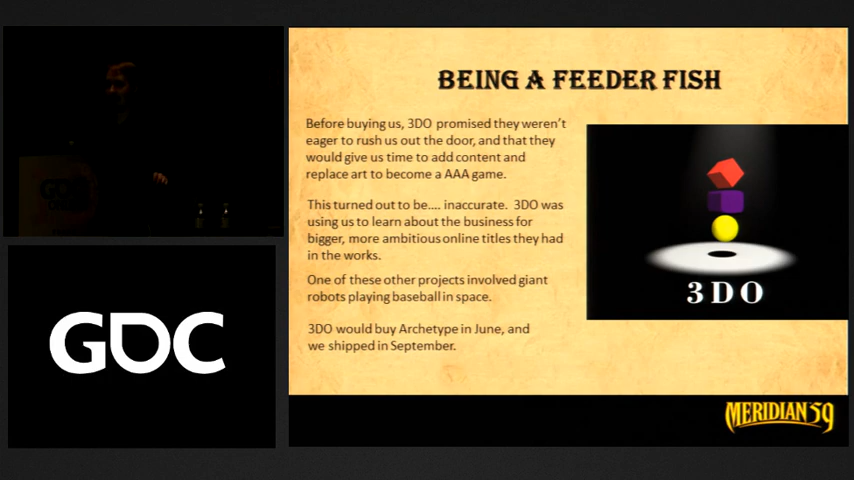 BEING A FEEDER FISH
Before buying us, 3DO promised they weren't
eager to rush us out the door, and that they
would give us time to add content and
replace art to become a AAA game.
This turned out to be.... inaccurate. 3DO was
using us to learn about the business for
bigger, more ambitious online titles they had
in the works.
One of these other projects involved giant
robots playing baseball in space.
3DO would buy Archetype in June, and
we shipped in September.
3DO
MERIDIAN 59
GDC